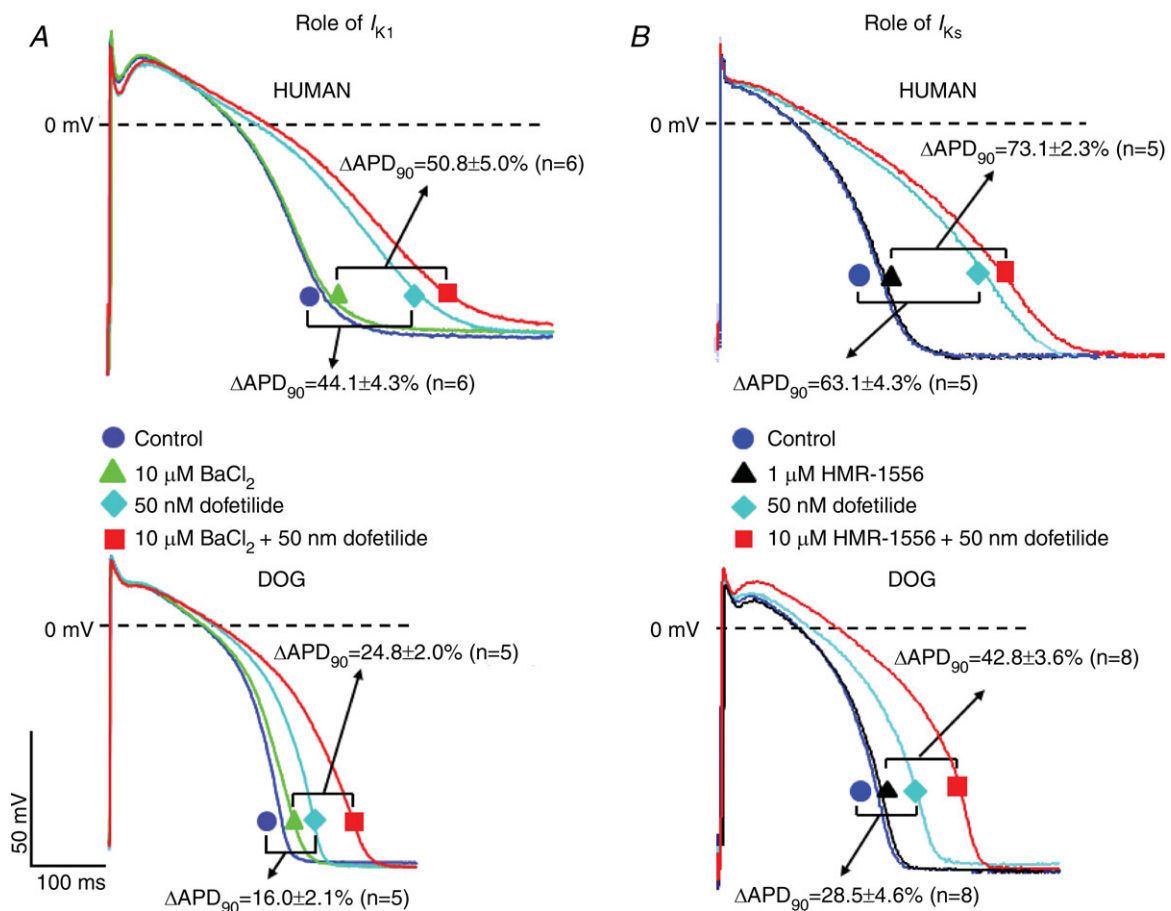 A
Role of I_K1
HUMAN
0 mV
ΔAPD₉₀=50.8±5.0% (n=6)
ΔAPD₉₀=44.1±4.3% (n=6)
Control
10 μM BaCl₂
50 nM dofetilide
10 μM BaCl₂ + 50 nm dofetilide
DOG
0 mV
ΔAPD₉₀=24.8±2.0% (n=5)
ΔAPD₉₀=16.0±2.1% (n=5)
50 mV
100 ms
B
Role of I_Ks
HUMAN
0 mV
ΔAPD₉₀=73.1±2.3% (n=5)
ΔAPD₉₀=63.1±4.3% (n=5)
Control
1 μM HMR-1556
50 nM dofetilide
10 μM HMR-1556 + 50 nm dofetilide
DOG
0 mV
ΔAPD₉₀=42.8±3.6% (n=8)
ΔAPD₉₀=28.5±4.6% (n=8)